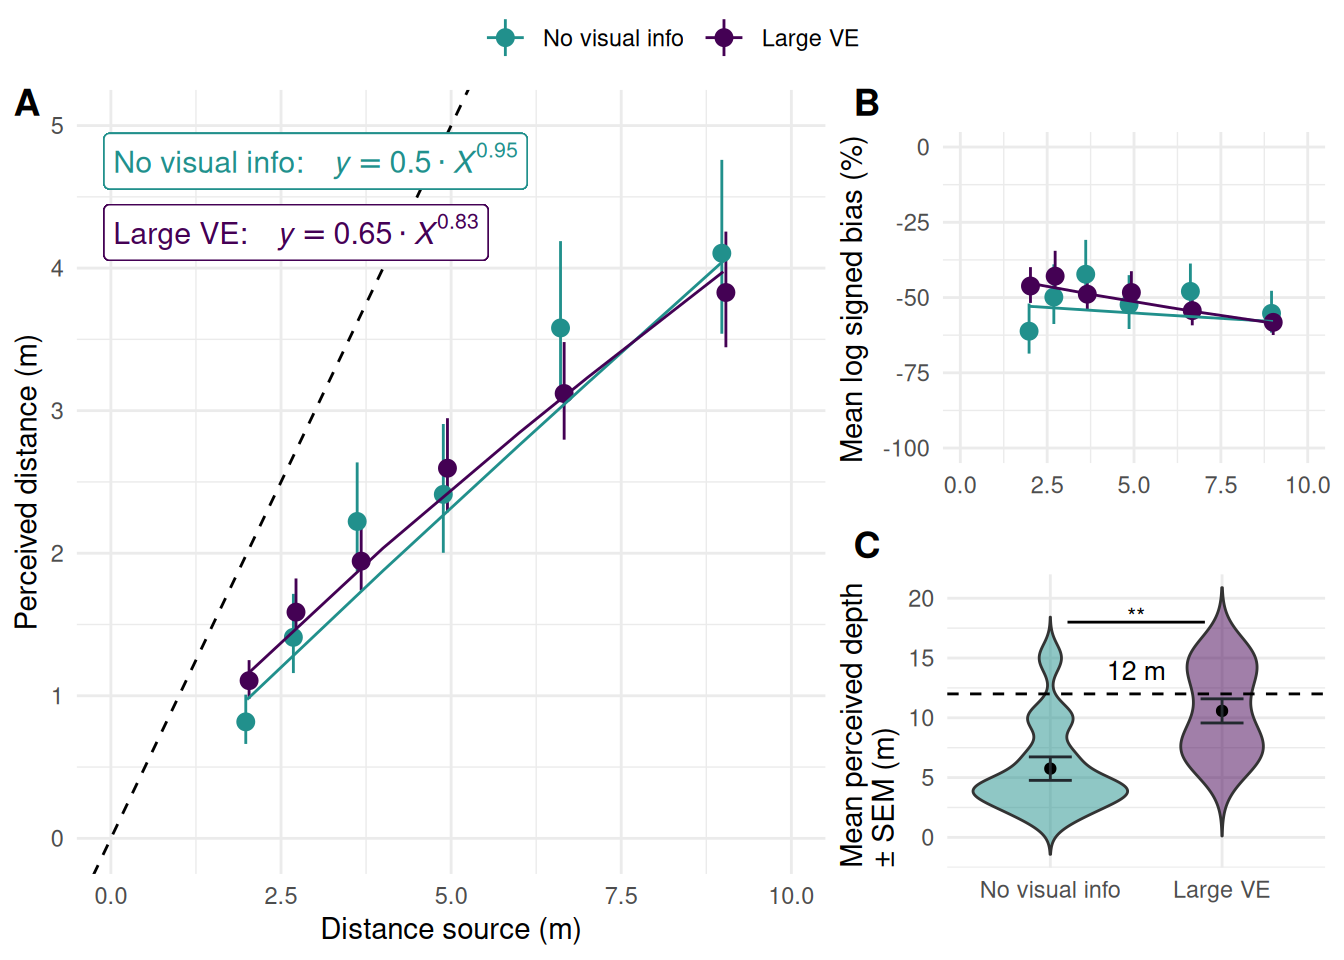 No visual info
Large VE
A
5
4
3
2
1
0
No visual info: y = 0.5 · X^0.95
Large VE: y = 0.65 · X^0.83
Perceived distance (m)
0.0 2.5 5.0 7.5 10.0
Distance source (m)
B
Mean log signed bias (%)
0
-25
-50
-75
-100
0.0 2.5 5.0 7.5 10.0
C
Mean perceived depth
± SEM (m)
20
15
10
5
0
**
12 m
No visual info
Large VE